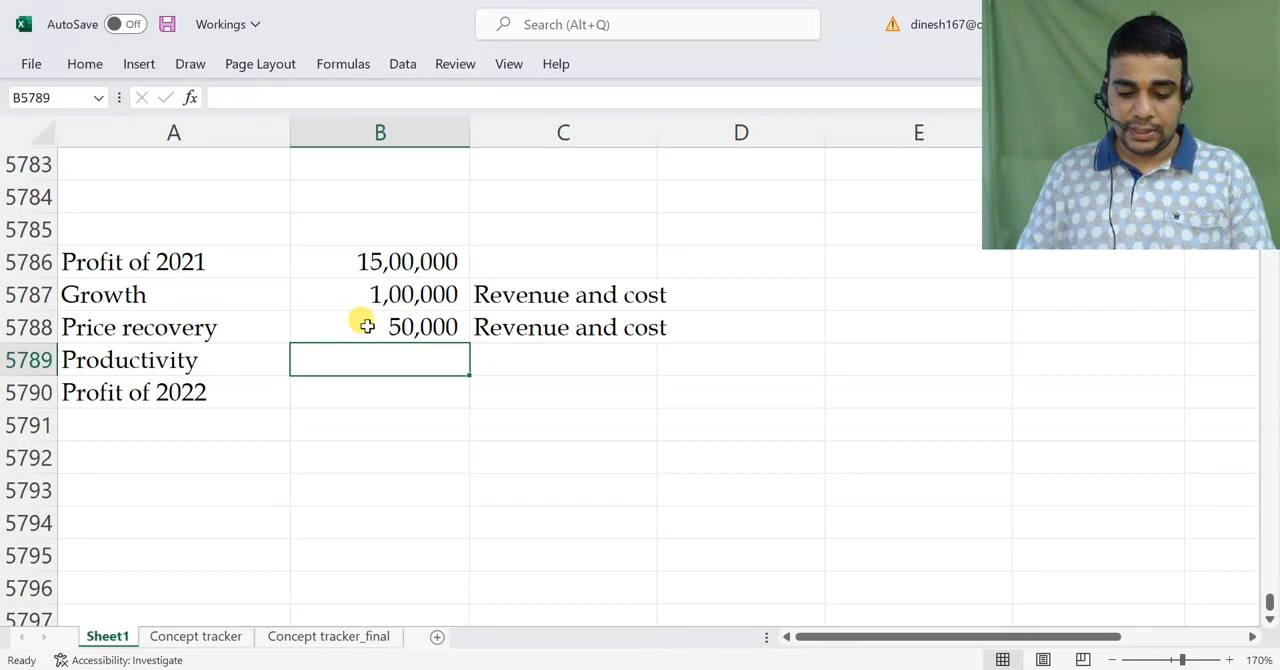 AutoSave Off Workings Search (Alt+Q) dinesh167@o
File Home Insert Draw Page Layout Formulas Data Review View Help
B5789 fx
A B C D E
5783
5784
5785
5786 Profit of 2021 15,00,000
5787 Growth 1,00,000 Revenue and cost
5788 Price recovery 50,000 Revenue and cost
5789 Productivity
5790 Profit of 2022
5791
5792
5793
5794
5795
5796
5797
Sheet1 Concept tracker Concept tracker_final
Ready Accessibility: Investigate 170%